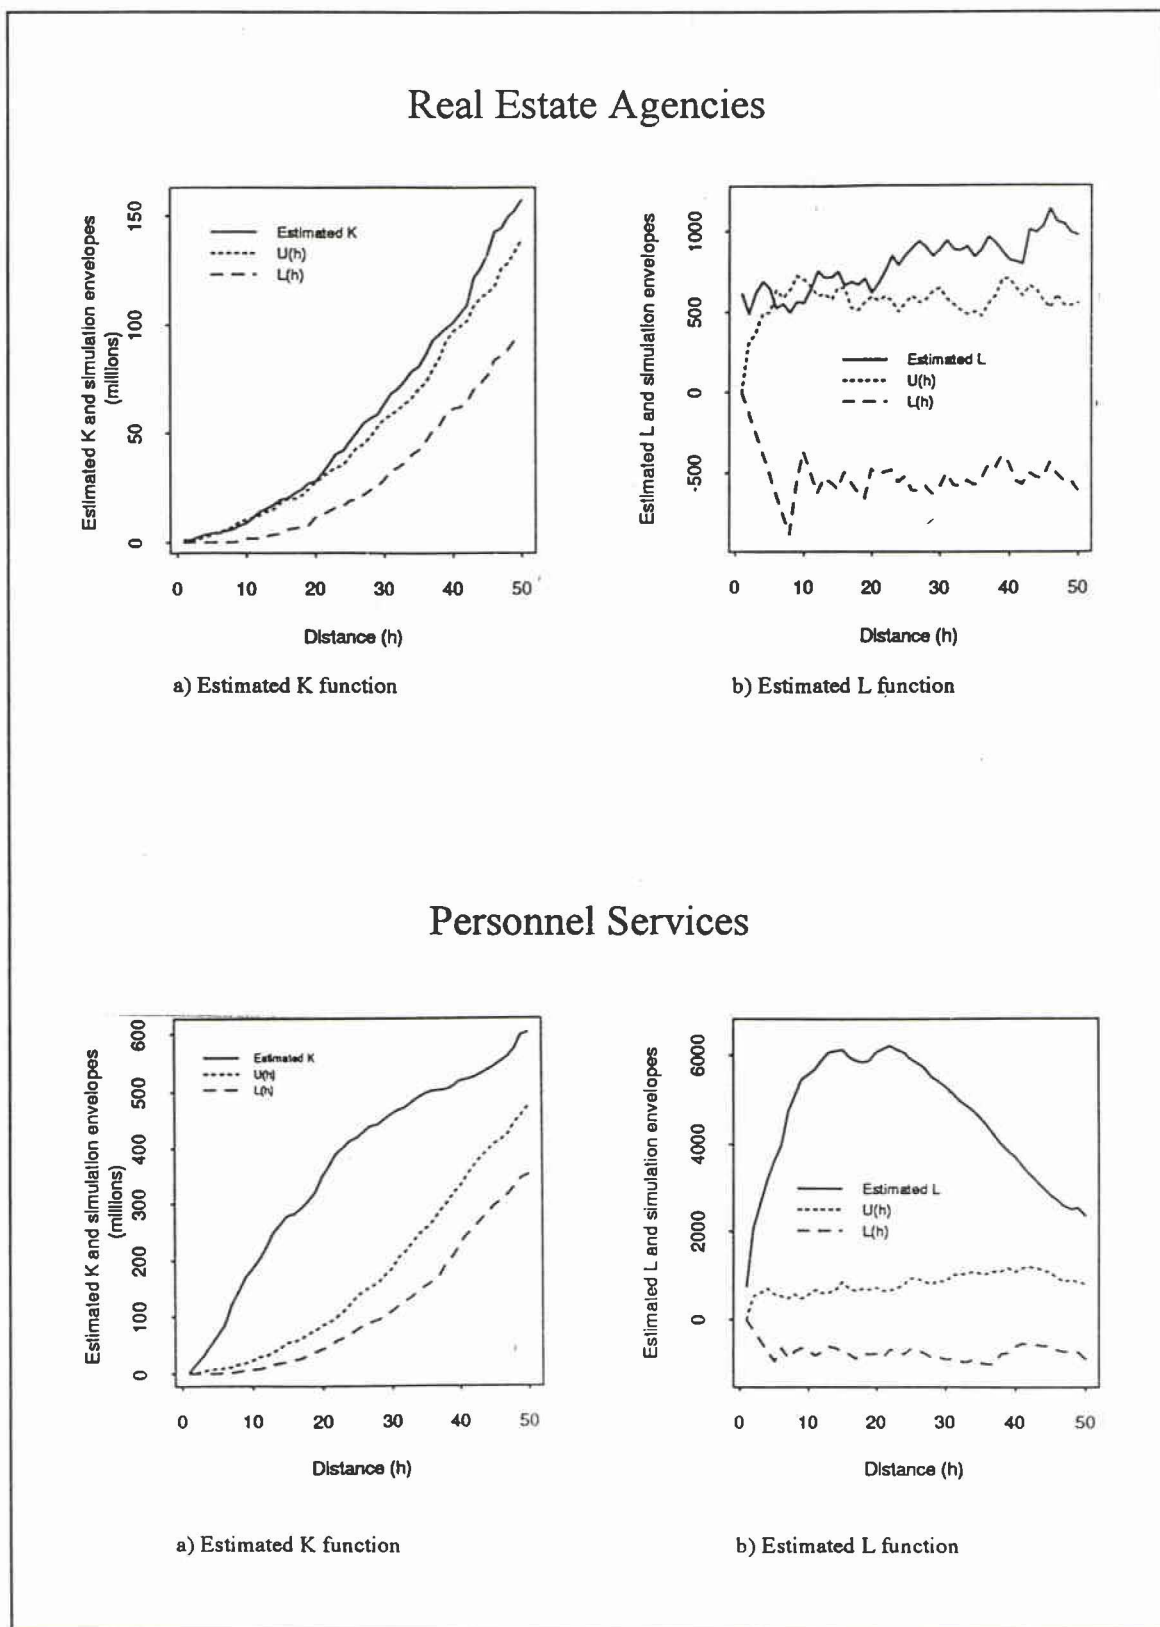 Real Estate Agencies
Estimated K and simulation envelopes
(millions)
150
100
50
0
Estimated K
U(h)
L(h)
0 10 20 30 40 50
Distance (h)
a) Estimated K function
Estimated L and simulation envelopes
1000
500
0
-500
Estimated L
U(h)
L(h)
0 10 20 30 40 50
Distance (h)
b) Estimated L function
Personnel Services
Estimated K and simulation envelopes
(millions)
600
500
400
300
200
100
0
Estimated K
U(h)
L(h)
0 10 20 30 40 50
Distance (h)
a) Estimated K function
Estimated L and simulation envelopes
6000
4000
2000
0
Estimated L
U(h)
L(h)
0 10 20 30 40 50
Distance (h)
b) Estimated L function